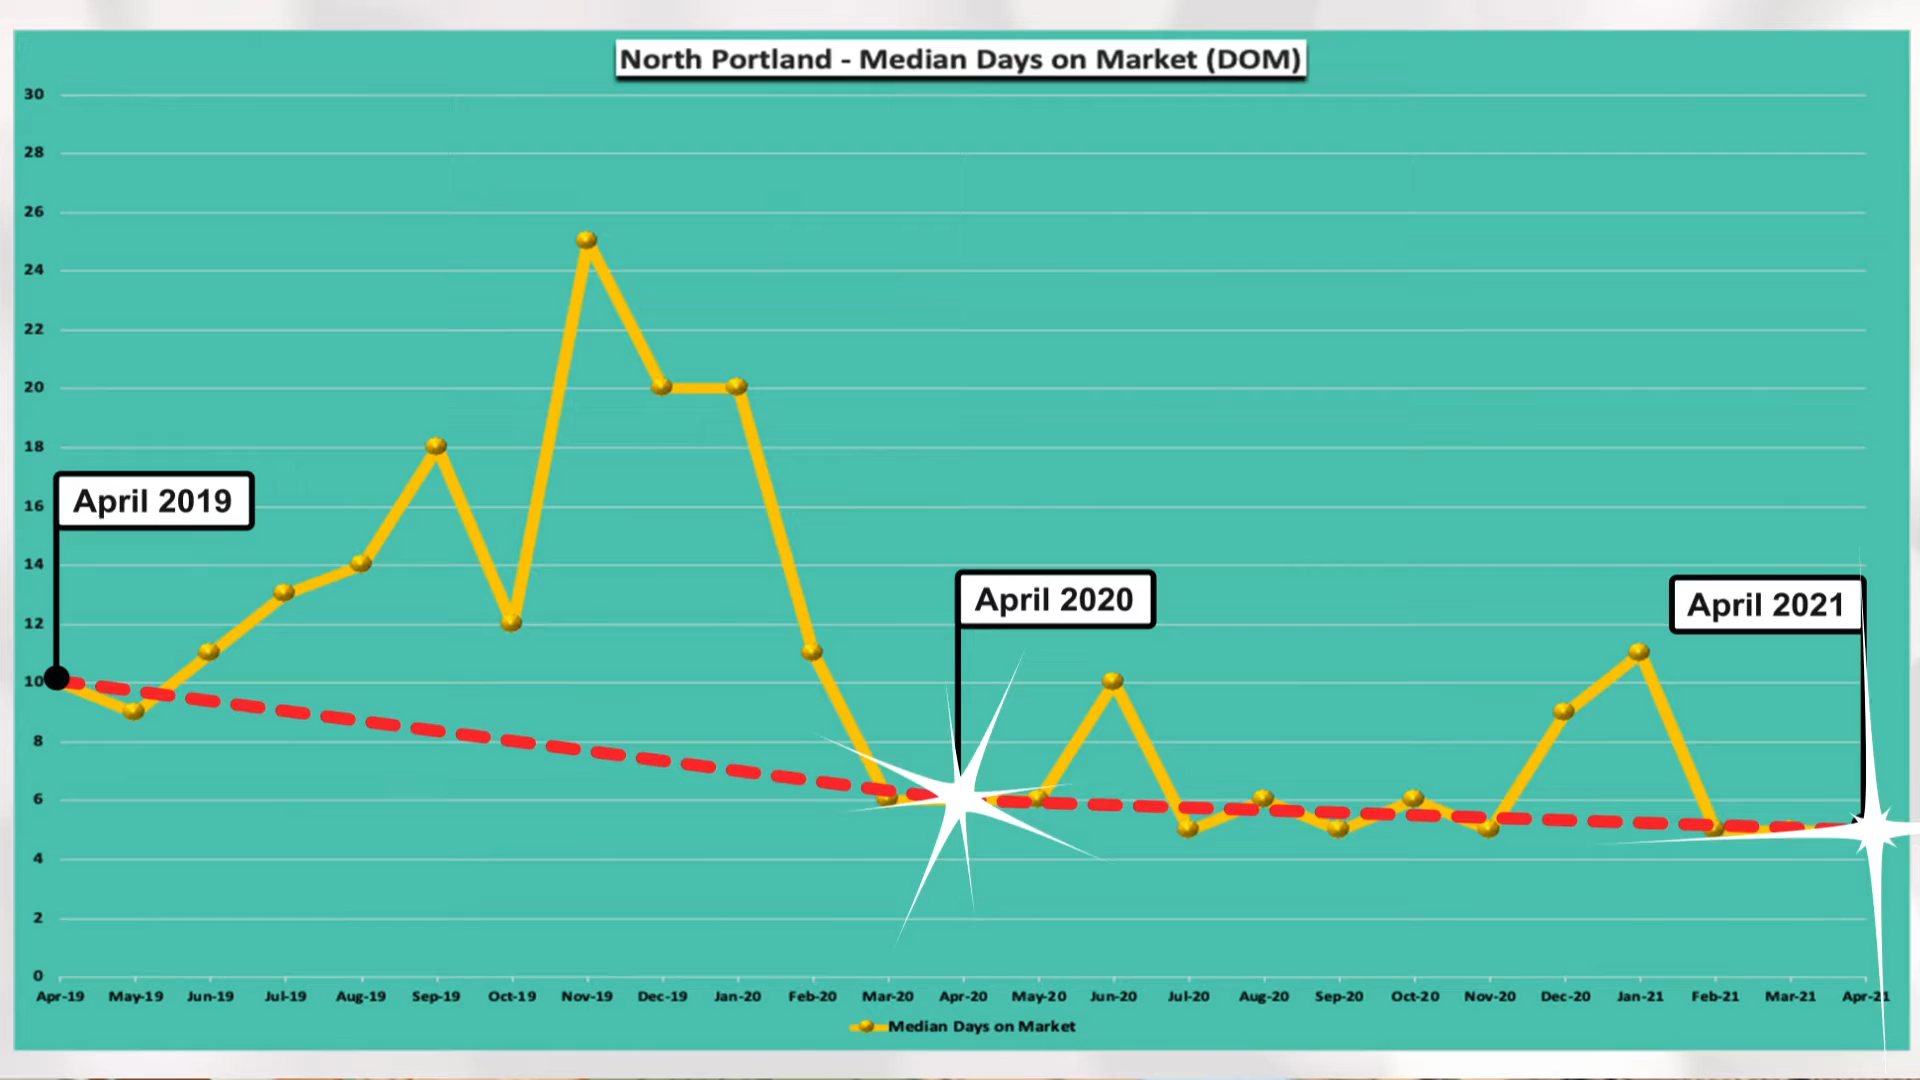 North Portland - Median Days on Market (DOM)
30
28
26
24
22
20
18
16
14
12
10
8
6
4
2
0
April 2019
April 2020
April 2021
Apr-19 May-19 Jun-19 Jul-19 Aug-19 Sep-19 Oct-19 Nov-19 Dec-19 Jan-20 Feb-20 Mar-20 Apr-20 May-20 Jun-20 Jul-20 Aug-20 Sep-20 Oct-20 Nov-20 Dec-20 Jan-21 Feb-21 Mar-21 Apr-21
Median Days on Market